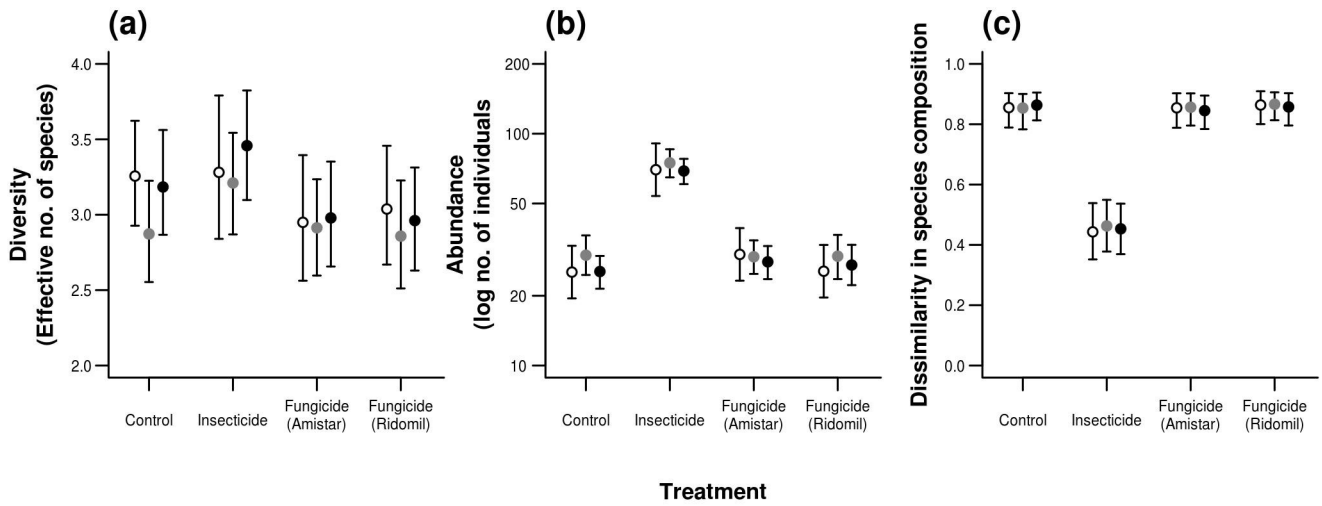 (a)
Diversity
(Effective no. of species)
4.0
3.5
3.0
2.5
2.0
Control
Insecticide
Fungicide
(Amistar)
Fungicide
(Ridomil)
(b)
Abundance
(log no. of individuals)
200
100
50
20
10
Control
Insecticide
Fungicide
(Amistar)
Fungicide
(Ridomil)
(c)
Dissimilarity in species composition
1.0
0.8
0.6
0.4
0.2
0.0
Control
Insecticide
Fungicide
(Amistar)
Fungicide
(Ridomil)
Treatment